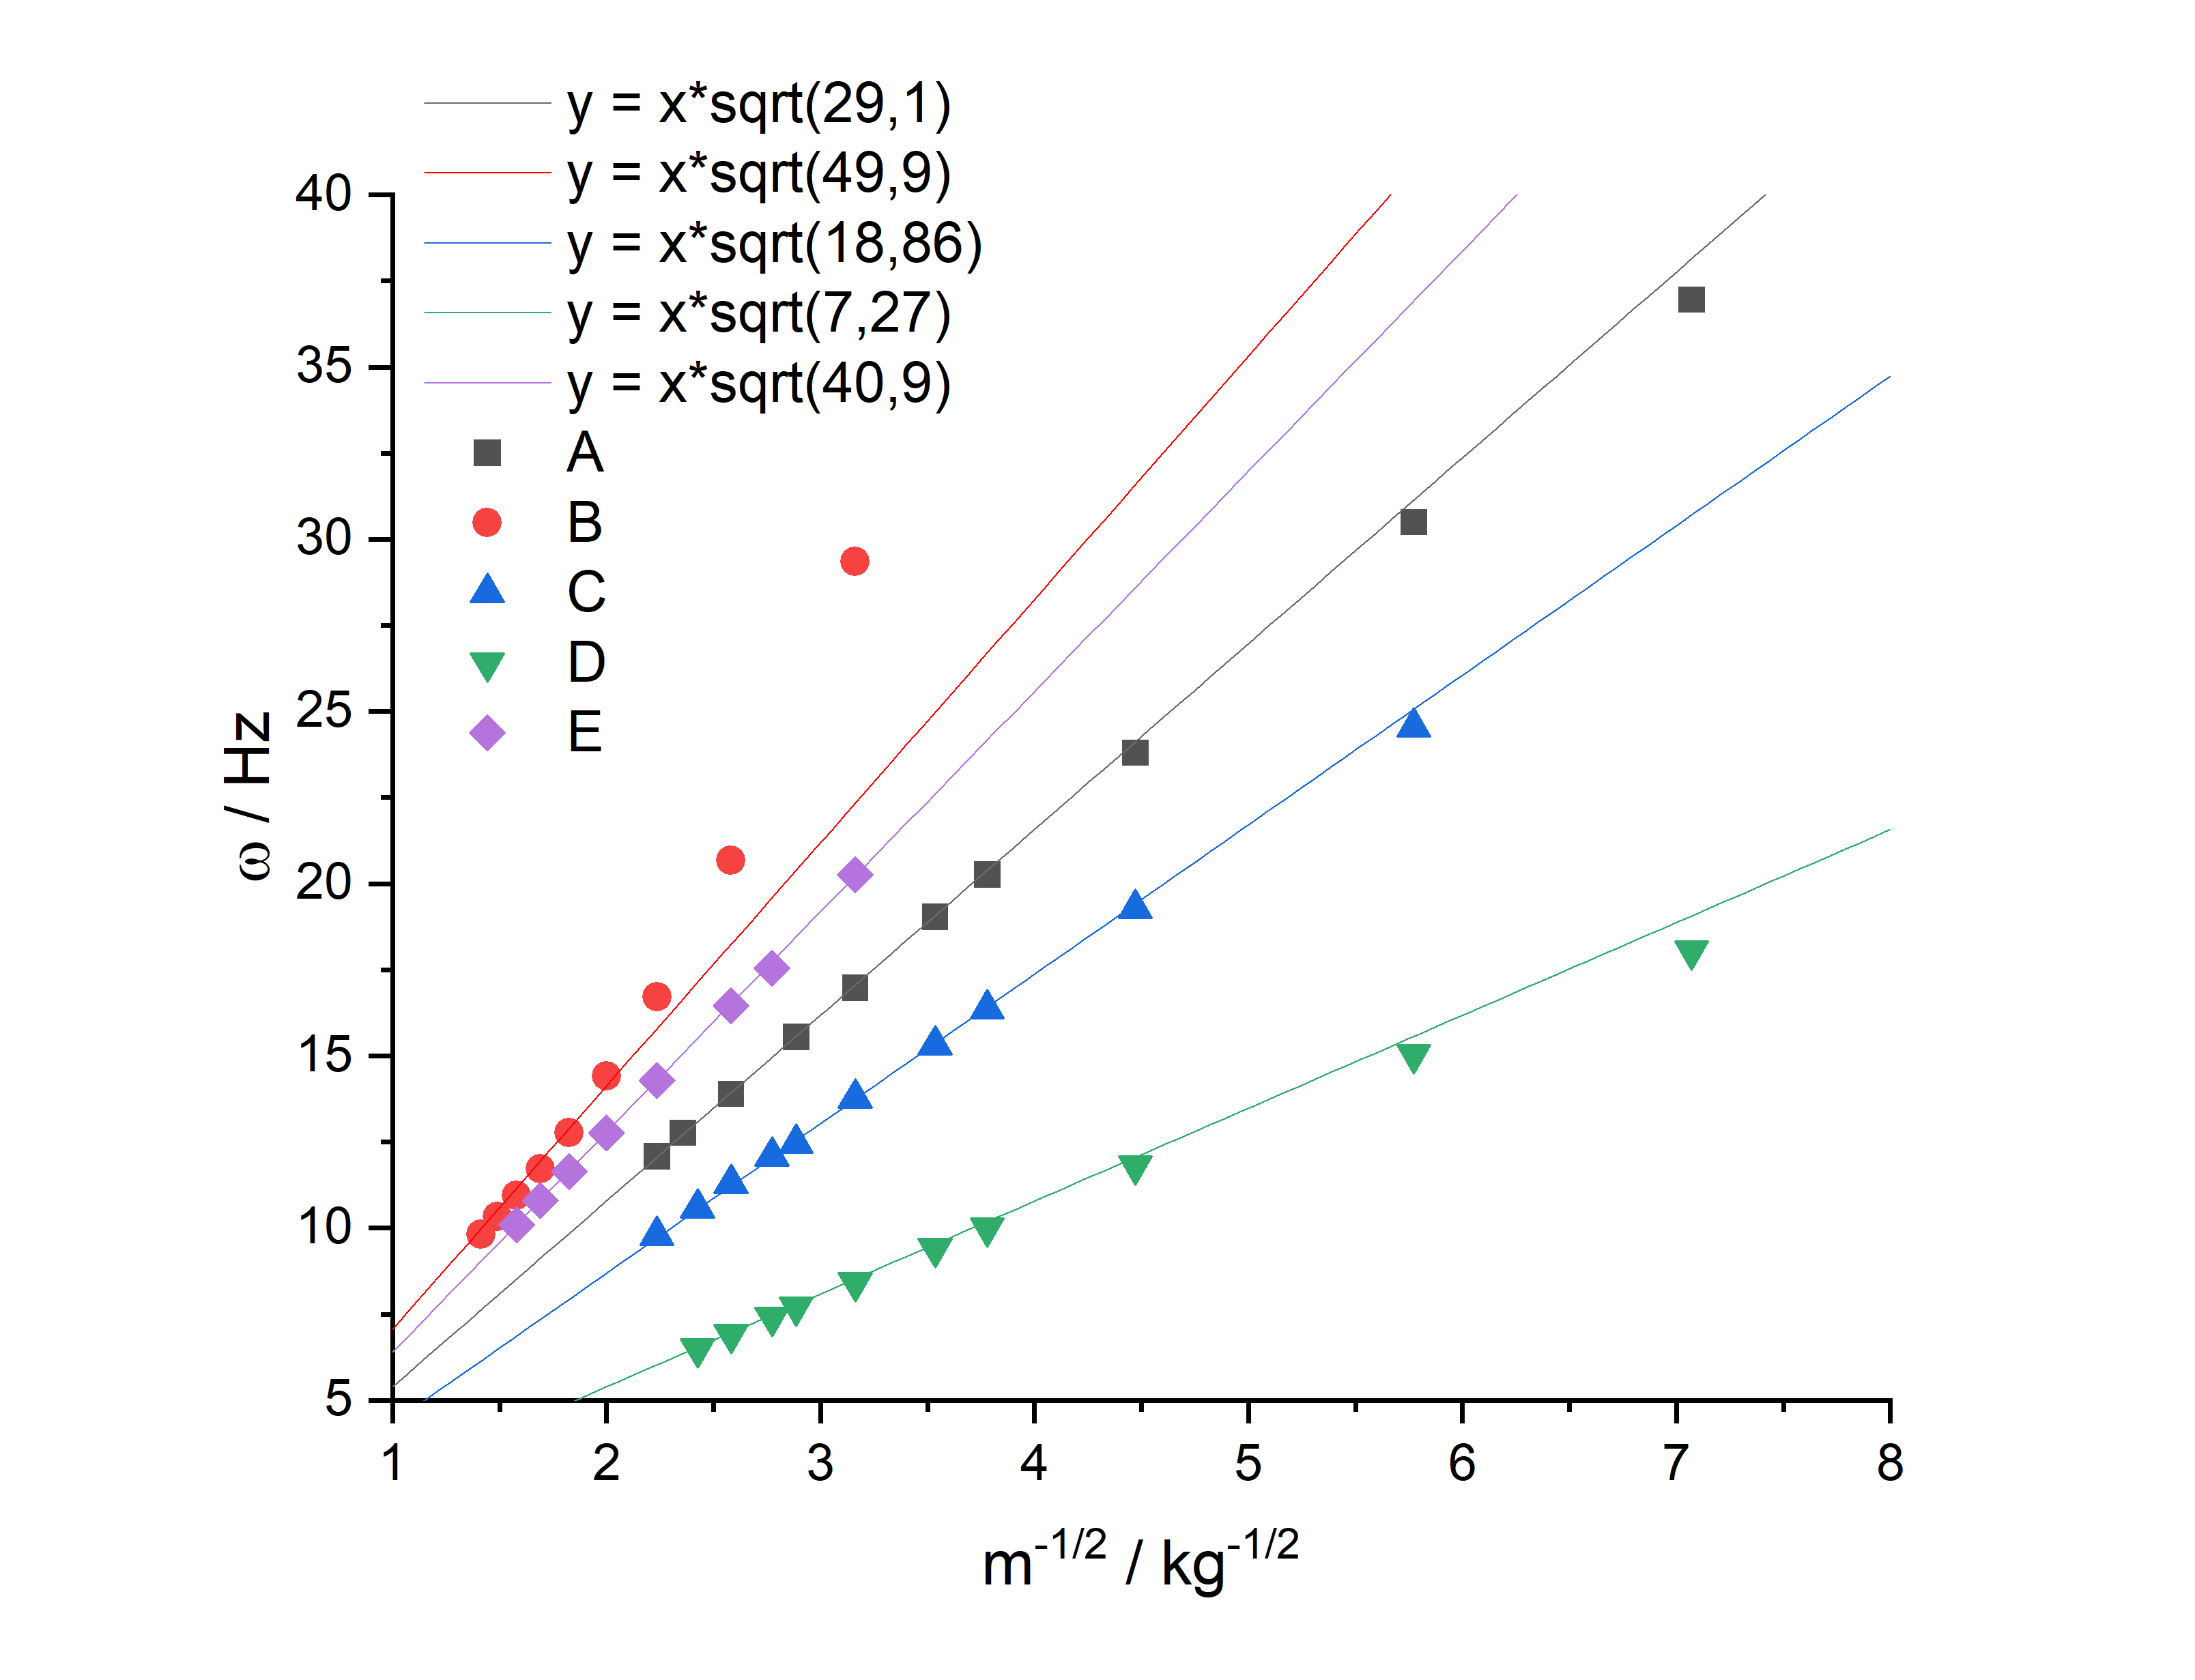 y = x*sqrt(29,1)
y = x*sqrt(49,9)
y = x*sqrt(18,86)
y = x*sqrt(7,27)
y = x*sqrt(40,9)
A
B
C
D
E
40
35
30
25
20
15
10
5
ω / Hz
1 2 3 4 5 6 7 8
m^-1/2 / kg^-1/2